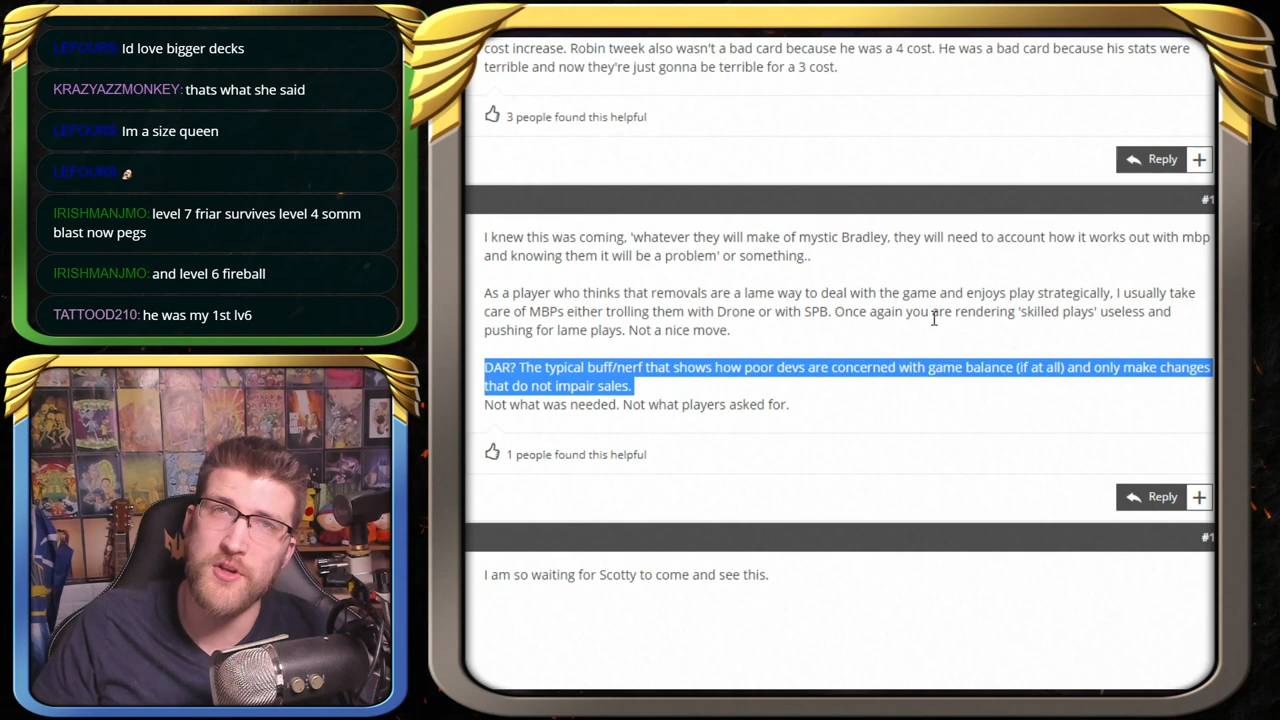 LEFOURS: Id love bigger decks
KRAZYAZZMONKEY: thats what she said
LEFOURS: Im a size queen
LEFOURS:
IRISHMANJMO: level 7 friar survives level 4 somm
blast now pegs
IRISHMANJMO: and level 6 fireball
TATTOOD210: he was my 1st lv6
cost increase. Robin tweek also wasn't a bad card because he was a 4 cost. He was a bad card because his stats were
terrible and now they're just gonna be terrible for a 3 cost.
3 people found this helpful
Reply +
#1
I knew this was coming, 'whatever they will make of mystic Bradley, they will need to account how it works out with mbp
and knowing them it will be a problem' or something..
As a player who thinks that removals are a lame way to deal with the game and enjoys play strategically, I usually take
care of MBPs either trolling them with Drone or with SPB. Once again you are rendering 'skilled plays' useless and
pushing for lame plays. Not a nice move.
DAR? The typical buff/nerf that shows how poor devs are concerned with game balance (if at all) and only make changes
that do not impair sales.
Not what was needed. Not what players asked for.
1 people found this helpful
Reply +
#1
I am so waiting for Scotty to come and see this.